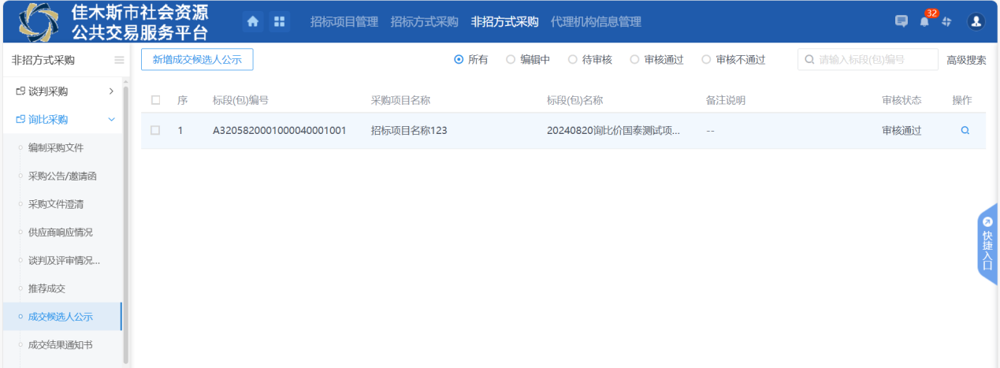 佳木斯市社会资源
公共交易服务平台
招标项目管理 招标方式采购 非招方式采购 代理机构信息管理
32
非招方式采购
新增成交候选人公示
所有 编辑中 待审核 审核通过 审核不通过
请输入标段(包)编号
高级搜索
谈判采购
询比采购
编制采购文件
采购公告/邀请函
采购文件澄清
供应商响应情况
谈判及评审情况...
推荐成交
成交候选人公示
成交结果通知书
序 标段(包)编号 采购项目名称 标段(包)名称 备注说明 审核状态 操作
1 A3205820001000040001001 招标项目名称123 20240820询比价国泰测试项... -- 审核通过
快捷入口